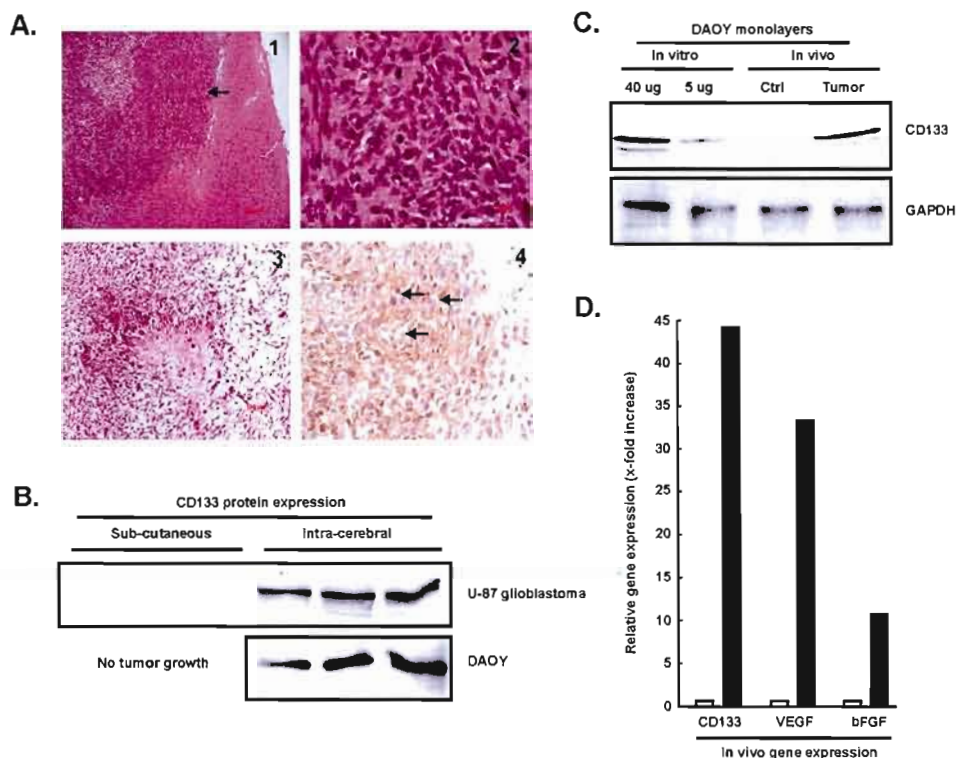 A.
1
2
3
4
B.
CD133 protein expression
Sub-cutaneous
Intra-cerebral
U-87 glioblastoma
No tumor growth
DAOY
C.
DAOY monolayers
In vitro
In vivo
40 ug
5 ug
Ctrl
Tumor
CD133
GAPDH
D.
Relative gene expression (x-fold increase)
45
40
35
30
25
20
15
10
5
0
CD133
VEGF
bFGF
In vivo gene expression